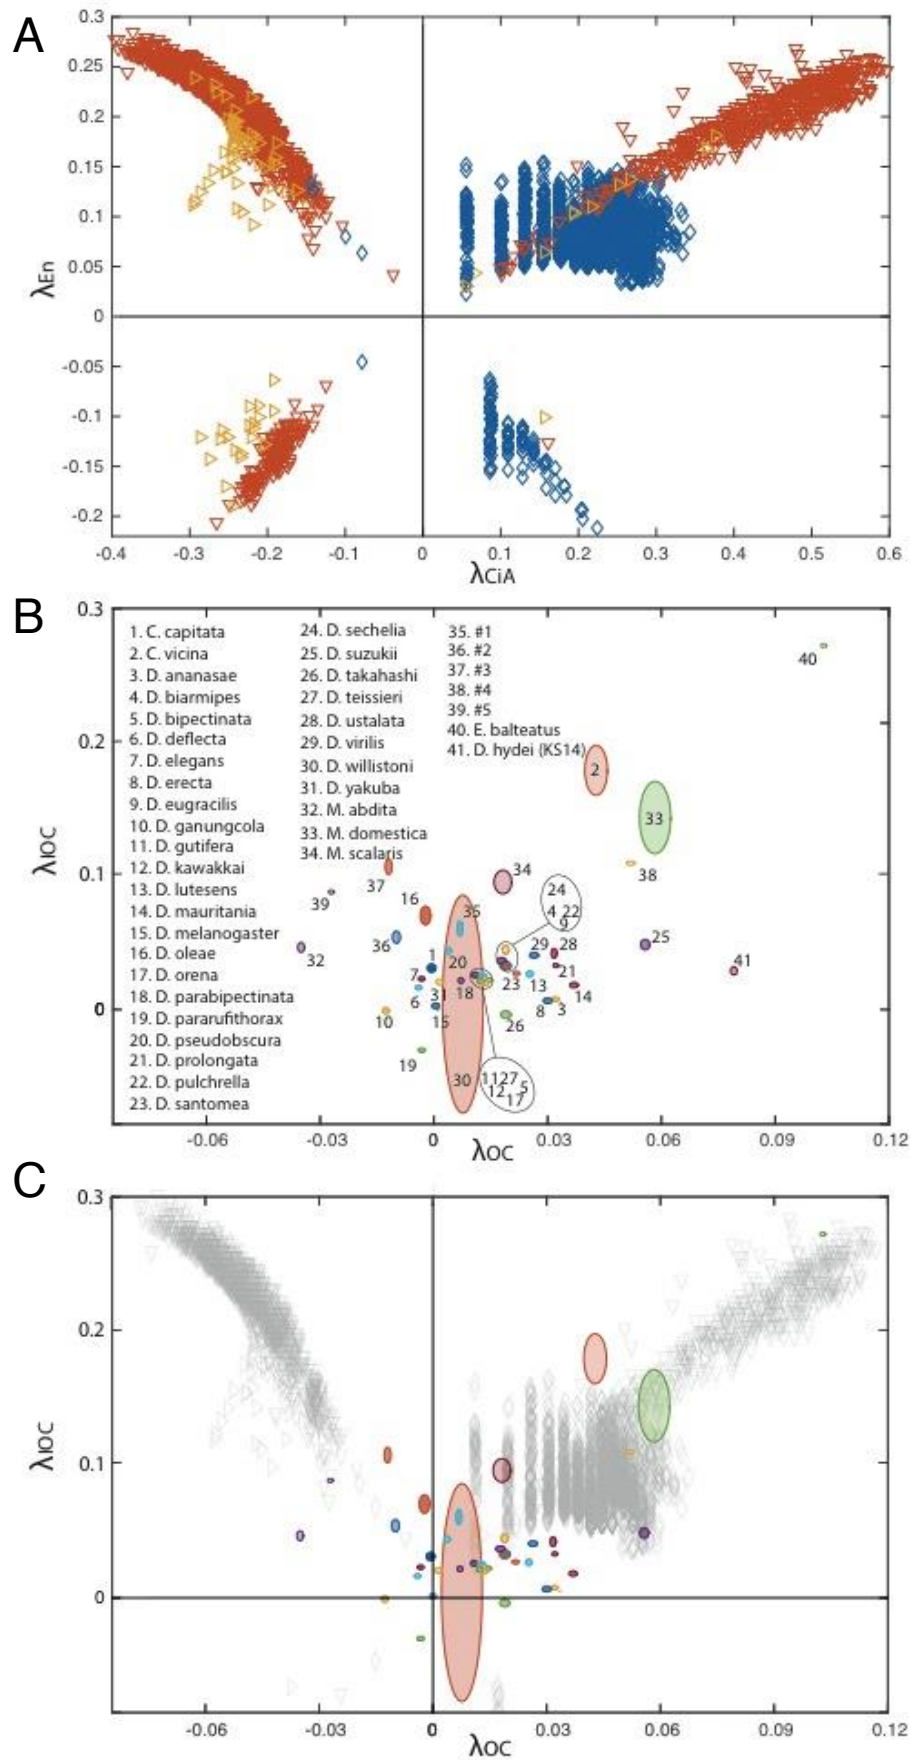 A
0.3
0.25
0.2
0.15
0.1
0.05
0
-0.05
-0.1
-0.15
-0.2
λEn
-0.4 -0.3 -0.2 -0.1 0 0.1 0.2 0.3 0.4 0.5 0.6
λCiA
B
0.3
0.2
0.1
0
λIOC
1. C. capitata
2. C. vicina
3. D. ananasae
4. D. biarmipes
5. D. bipectinata
6. D. deflecta
7. D. elegans
8. D. erecta
9. D. eugracilis
10. D. ganungcola
11. D. gutifera
12. D. kawakkai
13. D. lutesens
14. D. mauritania
15. D. melanogaster
16. D. oleae
17. D. orena
18. D. parabipectinata
19. D. pararufithorax
20. D. pseudobscura
21. D. prolongata
22. D. pulchrella
23. D. santomea
24. D. sechelia
25. D. suzukii
26. D. takahashi
27. D. teissieri
28. D. ustalata
29. D. virilis
30. D. willistoni
31. D. yakuba
32. M. abdita
33. M. domestica
34. M. scalaris
35. #1
36. #2
37. #3
38. #4
39. #5
40. E. balteatus
41. D. hydei (KS14)
40
2
33
38
37
39
16
34
24
4 22
9
35
36
32
1
20
29 28
25
41
7
6
31
18
23
13
21
14
10
15
8 3
26
19
30
11 27
12 5
17
-0.06 -0.03 0 0.03 0.06 0.09 0.12
λOC
C
0.3
0.2
0.1
0
λIOC
-0.06 -0.03 0 0.03 0.06 0.09 0.12
λOC